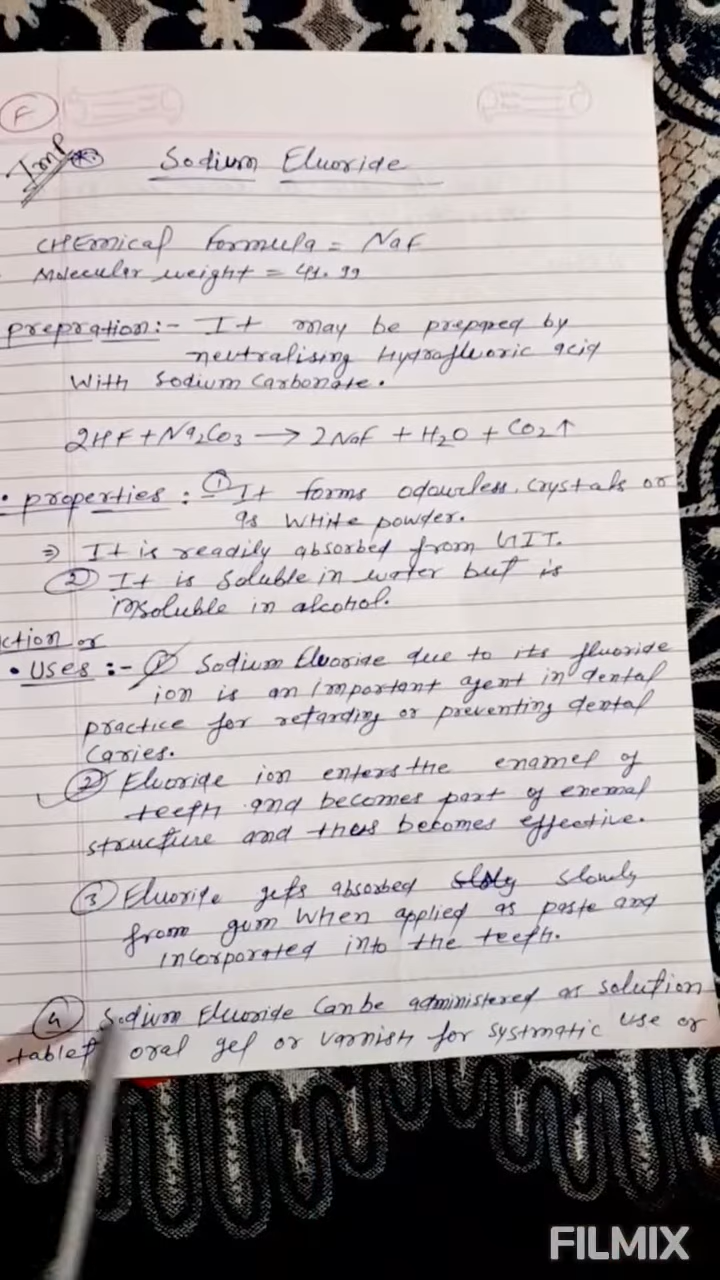 F
Imp
Sodium Fluoride
CHEmical formula = NaF
Molecular weight = 41.99
prepration:- It may be prepared by
neutralising Hydrofluoric acid
With Sodium Carbonate.
2HF + Na2Co3 → 2NaF + H2O + CO2↑
• properties: ① It forms odourless, crystals or
as White powder.
⇒ It is readily absorbed from GIT.
② It is soluble in water but is
insoluble in alcohol.
ction or
• Uses :- ① Sodium fluoride due to its fluoride
ion is an important agent in dental
practice for retarding or preventing dental
Caries.
② Fluoride ion enters the enamel of
teeth and becomes part of enemal
structure and thus becomes effective.
③ Fluoride gets absorbed slowly
from gum When applied as paste and
incorporated into the teeth.
④ Sodium Fluoride Can be administered as solution
tablet oral gel or varnish for systmatic use or
FILMIX